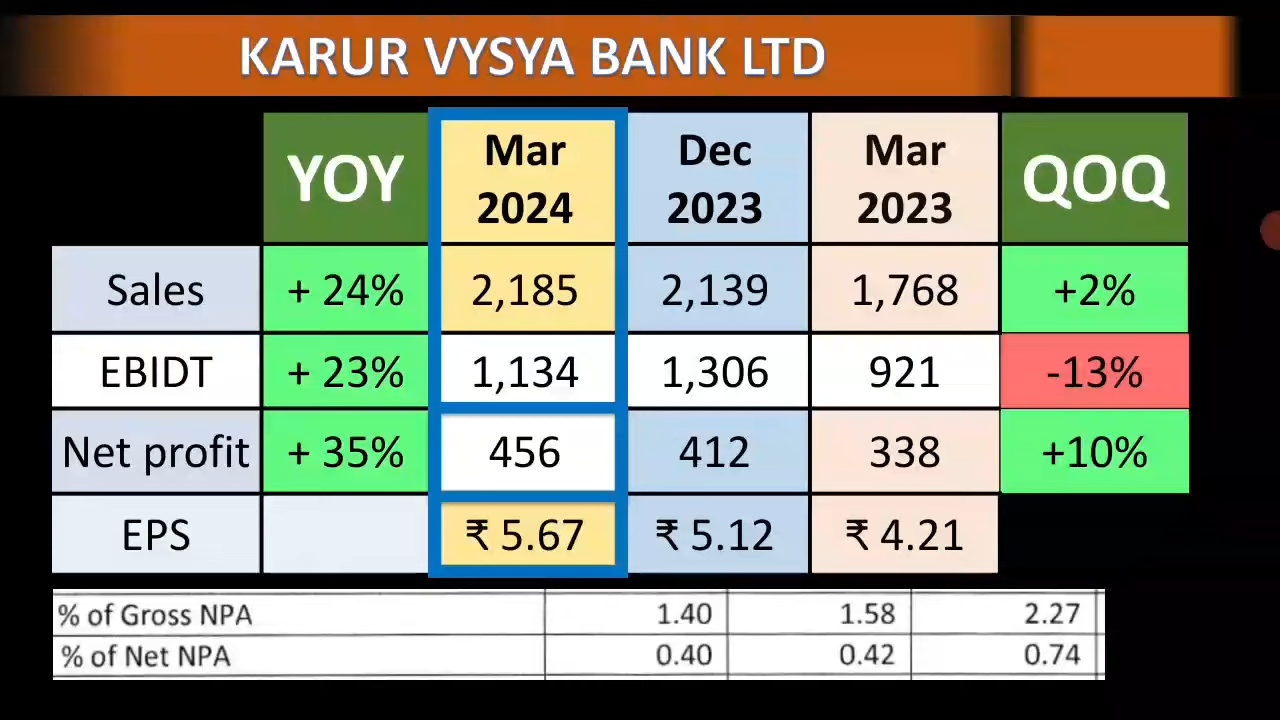 KARUR VYSYA BANK LTD
YOY Mar 2024 Dec 2023 Mar 2023 QOQ
Sales + 24% 2,185 2,139 1,768 +2%
EBIDT + 23% 1,134 1,306 921 -13%
Net profit + 35% 456 412 338 +10%
EPS ₹ 5.67 ₹ 5.12 ₹ 4.21
% of Gross NPA 1.40 1.58 2.27
% of Net NPA 0.40 0.42 0.74